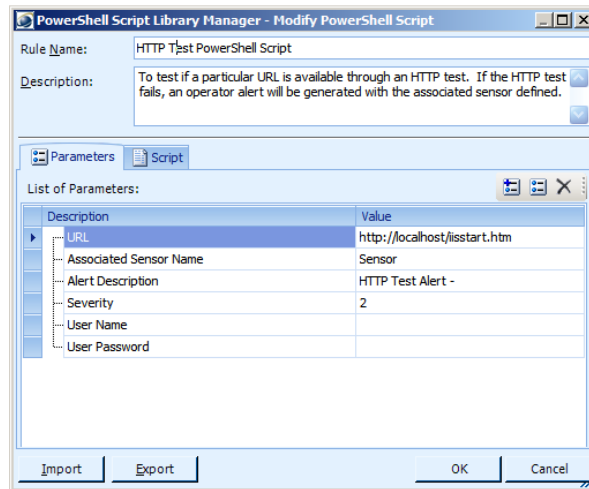 PowerShell Script Library Manager - Modify PowerShell Script
Rule Name: HTTP Test PowerShell Script
Description: To test if a particular URL is available through an HTTP test.  If the HTTP test
fails, an operator alert will be generated with the associated sensor defined.
Parameters Script
List of Parameters:
Description Value
URL http://localhost/iisstart.htm
Associated Sensor Name Sensor
Alert Description HTTP Test Alert -
Severity 2
User Name
User Password
Import Export OK Cancel